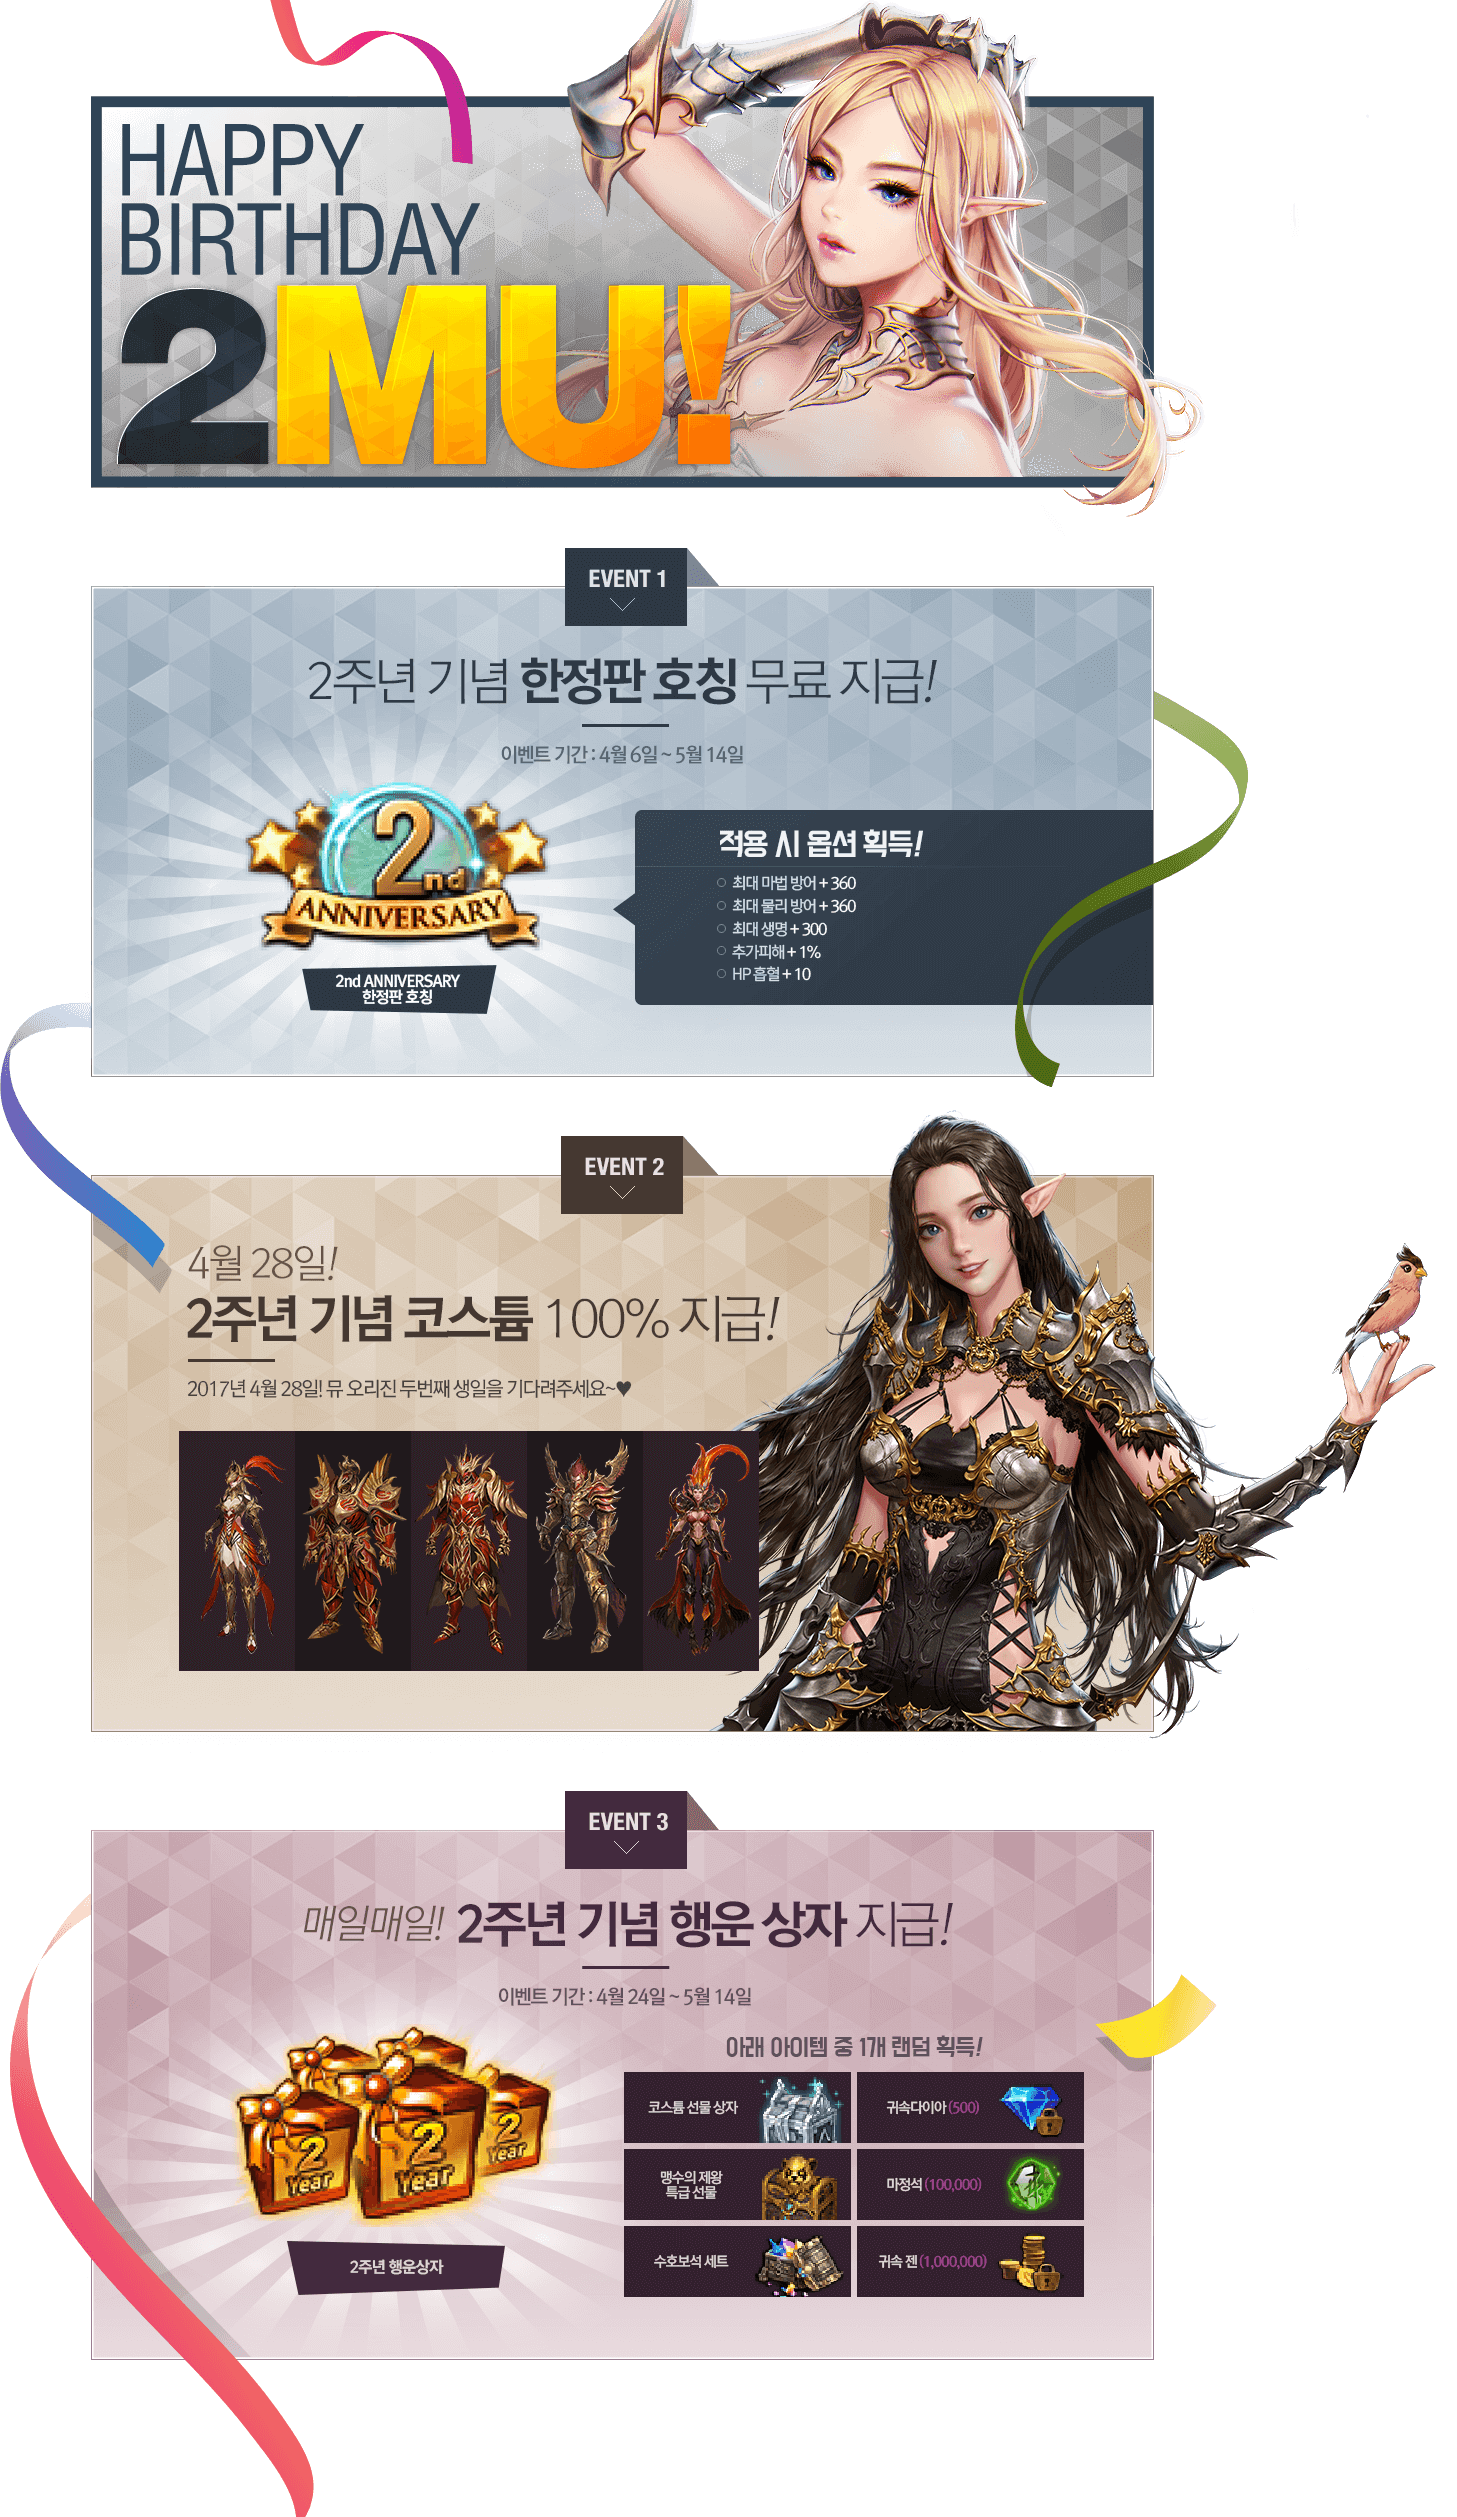 HAPPY
BIRTHDAY
2MU!
EVENT 1
2주년 기념 한정판 호칭 무료 지급!
이벤트 기간 : 4월 6일 ~ 5월 14일
2nd
ANNIVERSARY
2nd ANNIVERSARY
한정판 호칭
적용 시 옵션 획득!
최대 마법 방어 + 360
최대 물리 방어 + 360
최대 생명 + 300
추가피해 + 1%
HP 흡혈 + 10
EVENT 2
4월 28일!
2주년 기념 코스튬 100% 지급!
2017년 4월 28일! 뮤 오리진 두번째 생일을 기다려주세요~♥
EVENT 3
매일매일! 2주년 기념 행운 상자 지급!
이벤트 기간 : 4월 24일 ~ 5월 14일
2
Year
2
Year
2
Year
2주년 행운상자
아래 아이템 중 1개 랜덤 획득!
코스튬 선물 상자
귀속다이아 (500)
맹수의 제왕
특급 선물
마정석 (100,000)
수호보석 세트
귀속 젠 (1,000,000)